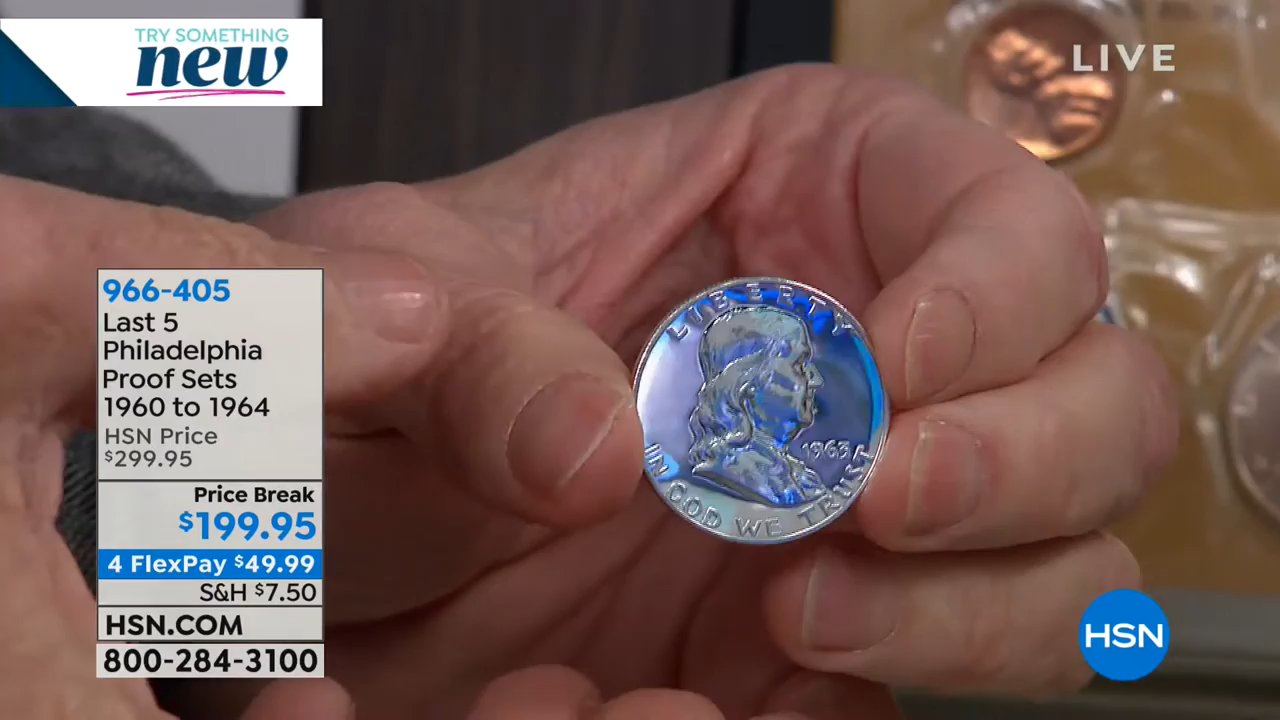 TRY SOMETHING
new
LIVE
966-405
Last 5
Philadelphia
Proof Sets
1960 to 1964
HSN Price
$299.95
Price Break
$199.95
4 FlexPay $49.99
S&H $7.50
HSN.COM
800-284-3100
LIBERTY
1963
IN GOD WE TRUST
HSN